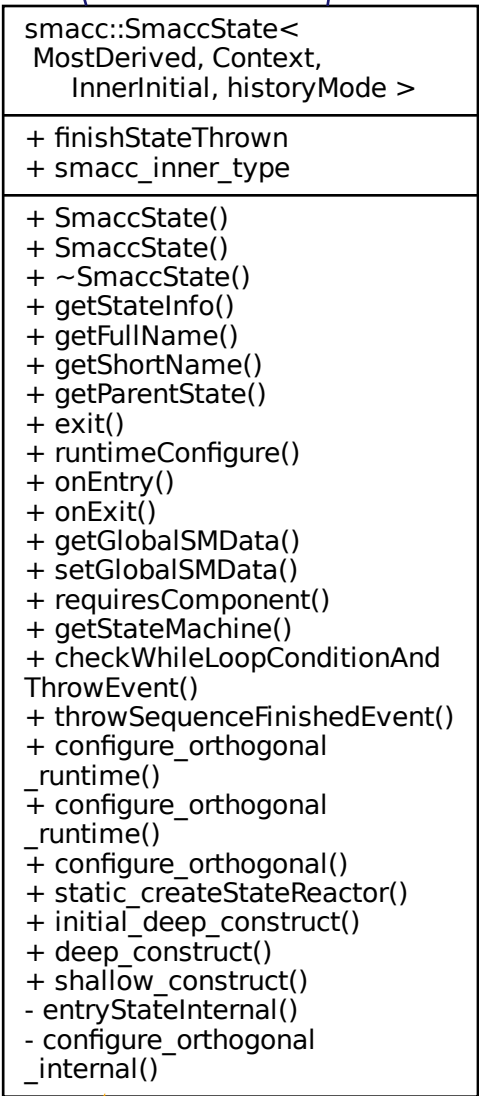 smacc::SmaccState<
MostDerived, Context,
InnerInitial, historyMode >
+ finishStateThrown
+ smacc_inner_type
+ SmaccState()
+ SmaccState()
+ ~SmaccState()
+ getStateInfo()
+ getFullName()
+ getShortName()
+ getParentState()
+ exit()
+ runtimeConfigure()
+ onEntry()
+ onExit()
+ getGlobalSMData()
+ setGlobalSMData()
+ requiresComponent()
+ getStateMachine()
+ checkWhileLoopConditionAnd
ThrowEvent()
+ throwSequenceFinishedEvent()
+ configure_orthogonal
_runtime()
+ configure_orthogonal
_runtime()
+ configure_orthogonal()
+ static_createStateReactor()
+ initial_deep_construct()
+ deep_construct()
+ shallow_construct()
- entryStateInternal()
- configure_orthogonal
_internal()